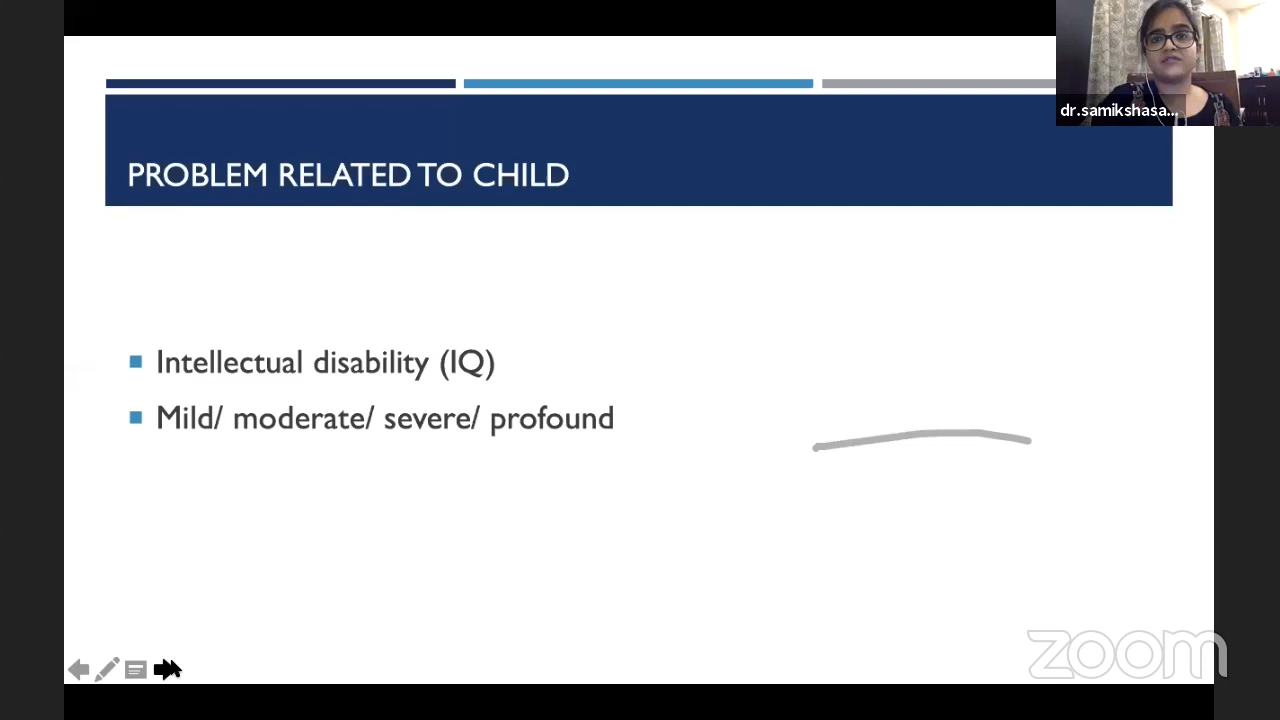 dr.samikshasa...
PROBLEM RELATED TO CHILD
Intellectual disability (IQ)
Mild/ moderate/ severe/ profound
zoom